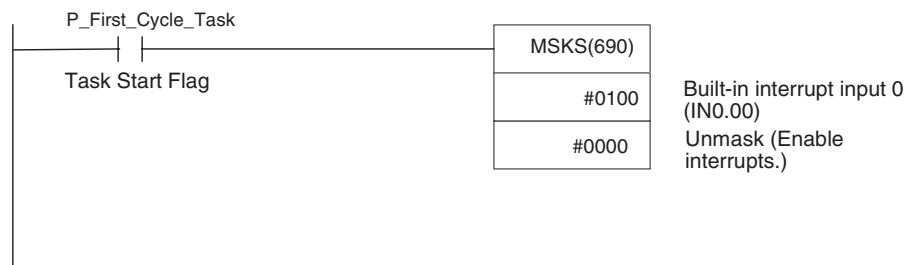 P_First_Cycle_Task
MSKS(690)
Task Start Flag
#0100
Built-in interrupt input 0
(IN0.00)
#0000
Unmask (Enable
interrupts.)